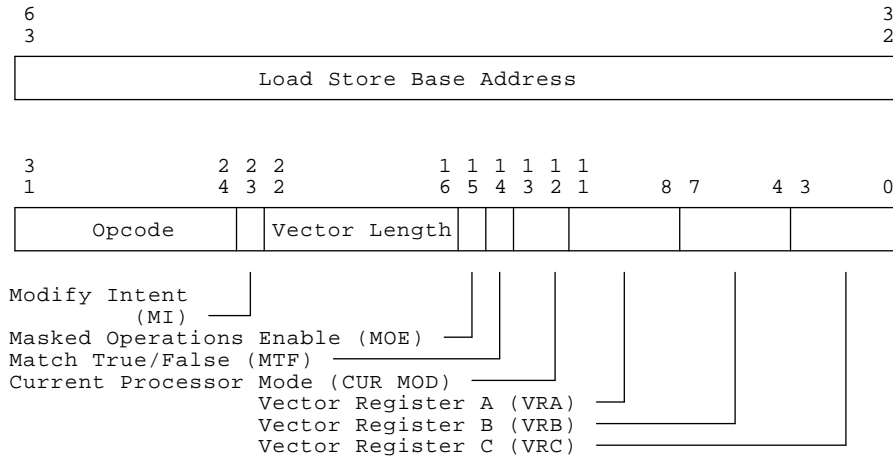 6 3
3 2
Load Store Base Address
3 2 2 2 1 1 1 1 1 1
1 4 3 2 6 5 4 3 2 1 8 7 4 3 0
Opcode Vector Length
Modify Intent
(MI)
Masked Operations Enable (MOE)
Match True/False (MTF)
Current Processor Mode (CUR MOD)
Vector Register A (VRA)
Vector Register B (VRB)
Vector Register C (VRC)